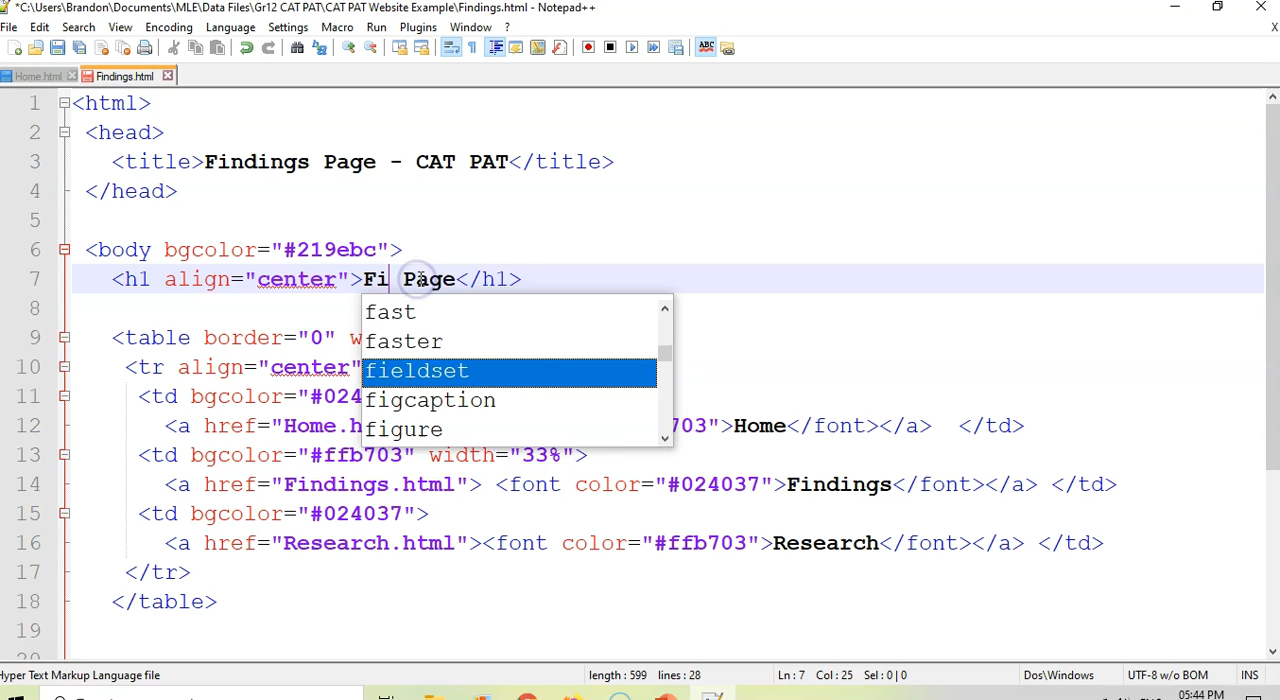 *C:\Users\Brandon\Documents\MLE\Data Files\Gr12 CAT PAT\CAT PAT Website Example\Findings.html - Notepad++
File Edit Search View Encoding Language Settings Macro Run Plugins Window ? X
Home.html Findings.html
1 <html>
2 <head>
3 <title>Findings Page - CAT PAT</title>
4 </head>
5
6 <body bgcolor="#219ebc">
7 <h1 align="center">Fi Page</h1>
8 fast
9 <table border="0" w faster
10 <tr align="center" fieldset
11 <td bgcolor="#024 figcaption
12 <a href="Home.h figure 703">Home</font></a> </td>
13 <td bgcolor="#ffb703" width="33%">
14 <a href="Findings.html"> <font color="#024037">Findings</font></a> </td>
15 <td bgcolor="#024037">
16 <a href="Research.html"><font color="#ffb703">Research</font></a> </td>
17 </tr>
18 </table>
19
20
Hyper Text Markup Language file length : 599 lines : 28 Ln : 7 Col : 25 Sel : 0 | 0 Dos\Windows UTF-8 w/o BOM INS
05:44 PM